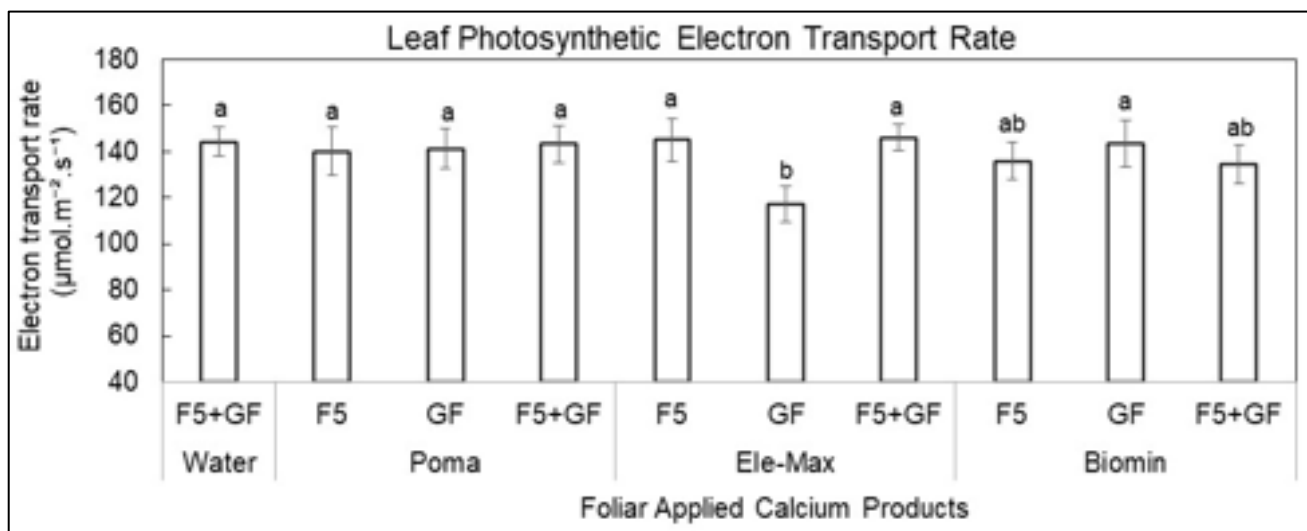 Leaf Photosynthetic Electron Transport Rate
Electron transport rate
(µmol.m⁻².s⁻¹)
180
160
140
120
100
80
60
40
a
a
a
a
a
b
a
ab
a
ab
F5+GF
F5
GF
F5+GF
F5
GF
F5+GF
F5
GF
F5+GF
Water
Poma
Ele-Max
Biomin
Foliar Applied Calcium Products